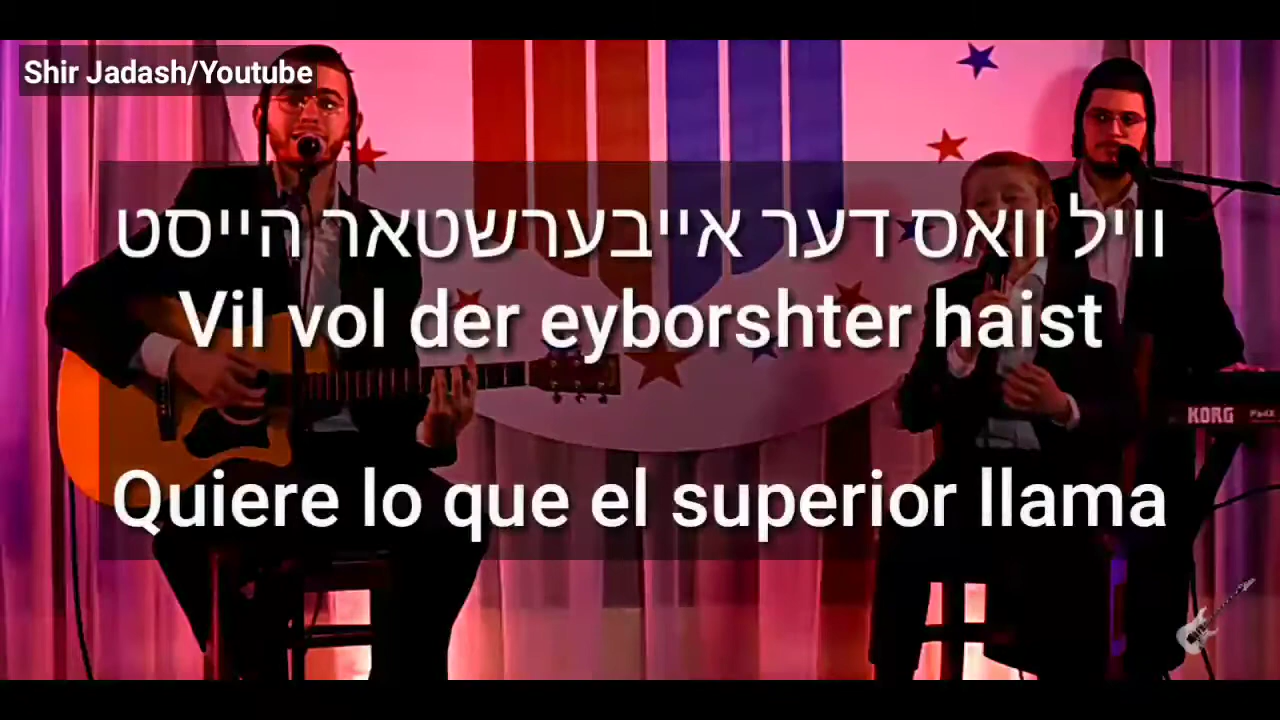 Shir Jadash/Youtube
וויל וואס דער אייבערשטאר הייסט
Vil vol der eyborshter haist
Quiere lo que el superior llama
KORG